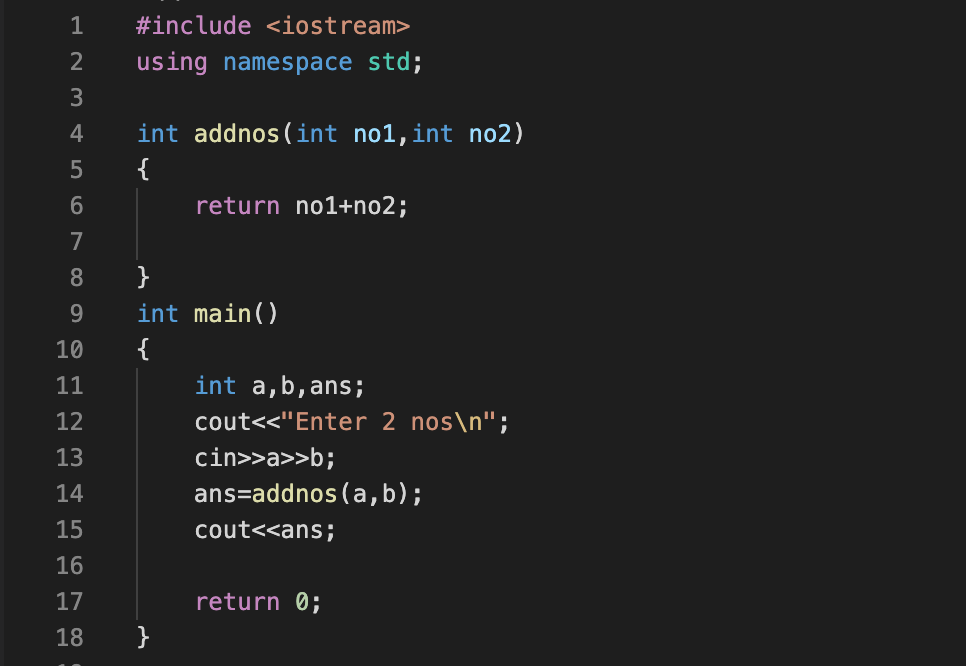 1 #include <iostream>
2 using namespace std;
3
4 int addnos(int no1,int no2)
5 {
6     return no1+no2;
7
8 }
9 int main()
10 {
11     int a,b,ans;
12     cout<<"Enter 2 nos\n";
13     cin>>a>>b;
14     ans=addnos(a,b);
15     cout<<ans;
16
17     return 0;
18 }